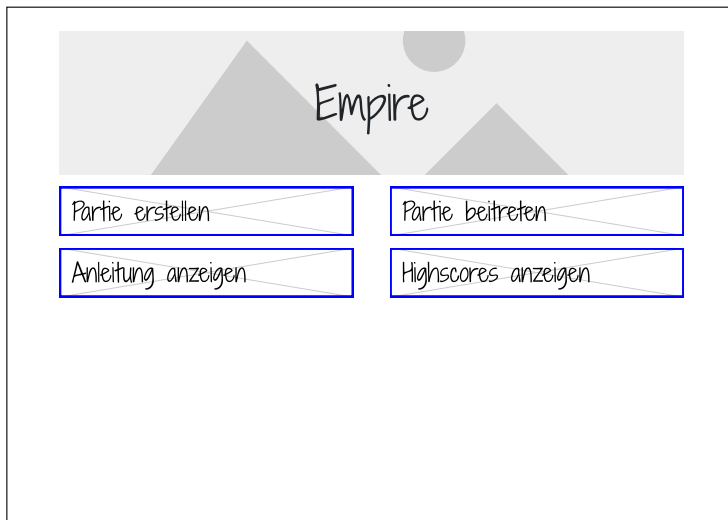 Empire
Partie erstellen
Partie beitreten
Anleitung anzeigen
Highscores anzeigen